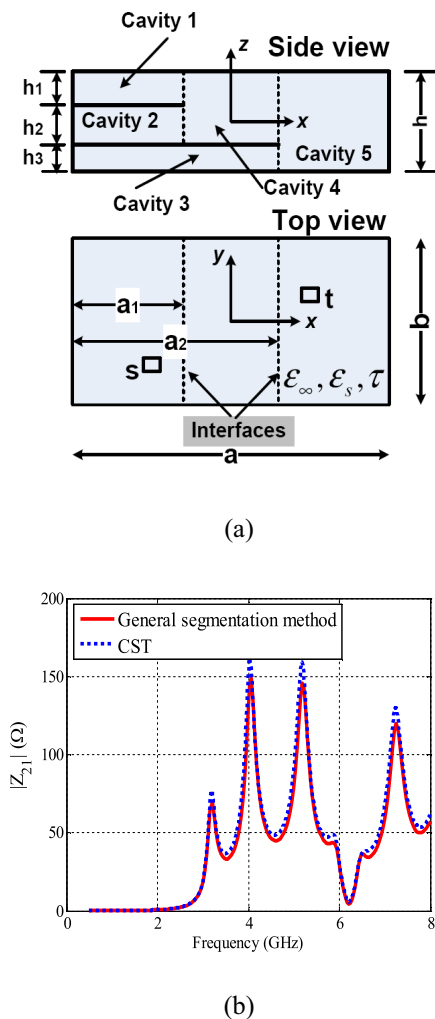 Cavity 1
Side view
z
h1
h2
Cavity 2
x
h
h3
Cavity 5
Cavity 4
Cavity 3
Top view
y
t
a1
x
b
a2
s
ε∞, εs, τ
Interfaces
a
(a)
200
General segmentation method
CST
150
|Z21| (Ω)
100
50
0
0 2 4 6 8
Frequency (GHz)
(b)